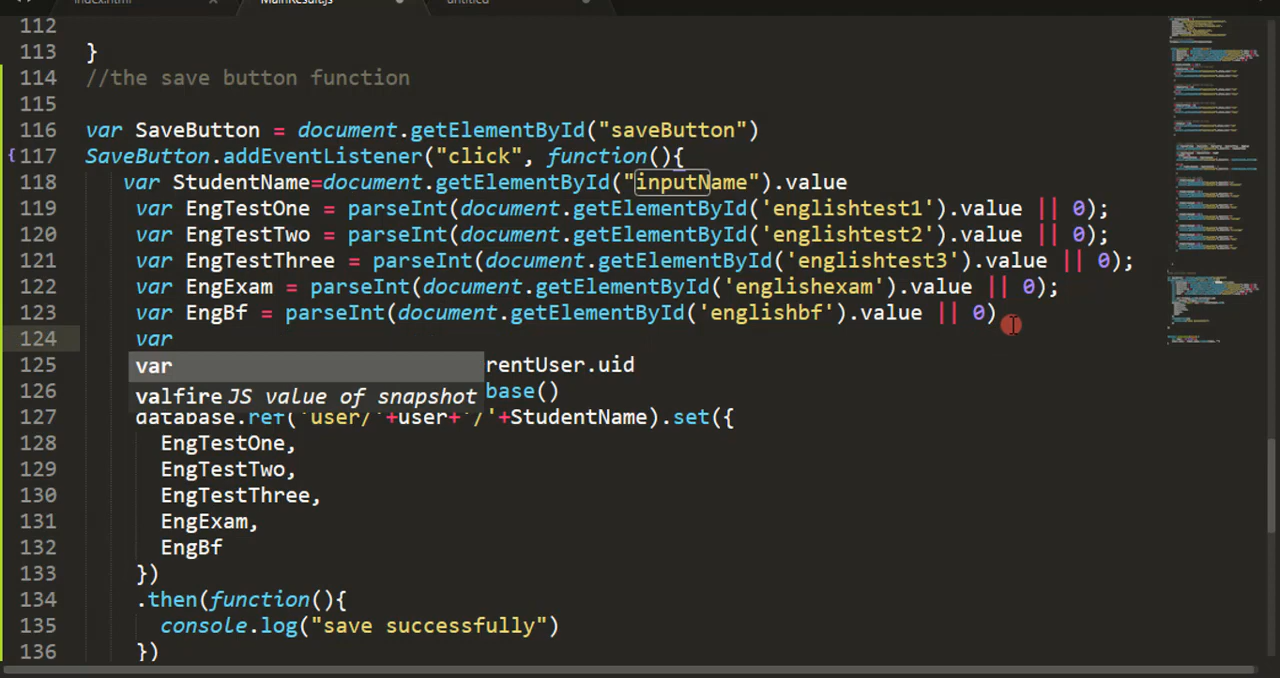 index.html MainResult.js untitled
112
113 }
114 //the save button function
115
116 var SaveButton = document.getElementById("saveButton")
{117 SaveButton.addEventListener("click", function(){
118 var StudentName=document.getElementById("inputName").value
119 var EngTestOne = parseInt(document.getElementById('englishtest1').value || 0);
120 var EngTestTwo = parseInt(document.getElementById('englishtest2').value || 0);
121 var EngTestThree = parseInt(document.getElementById('englishtest3').value || 0);
122 var EngExam = parseInt(document.getElementById('englishexam').value || 0);
123 var EngBf = parseInt(document.getElementById('englishbf').value || 0)
124 var
125 var rentUser.uid
126 valfire JS value of snapshot base()
127 database.ref('user/'+user+'/'+StudentName).set({
128 EngTestOne,
129 EngTestTwo,
130 EngTestThree,
131 EngExam,
132 EngBf
133 })
134 .then(function(){
135 console.log("save successfully")
136 })